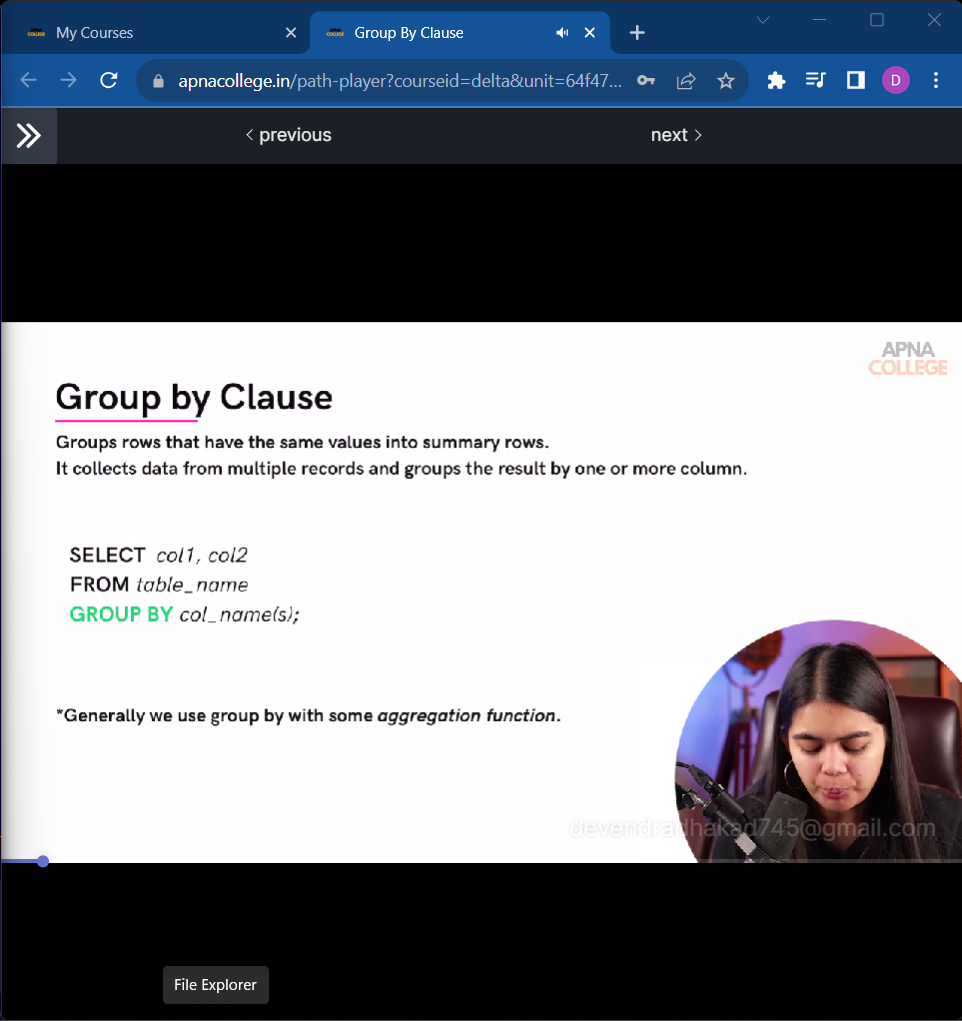 My Courses
Group By Clause
apnacollege.in/path-player?courseid=delta&unit=64f47...
D
< previous
next >
APNA
COLLEGE
Group by Clause
Groups rows that have the same values into summary rows.
It collects data from multiple records and groups the result by one or more column.
SELECT col1, col2
FROM table_name
GROUP BY col_name(s);
*Generally we use group by with some aggregation function.
devendradhakad745@gmail.com
File Explorer